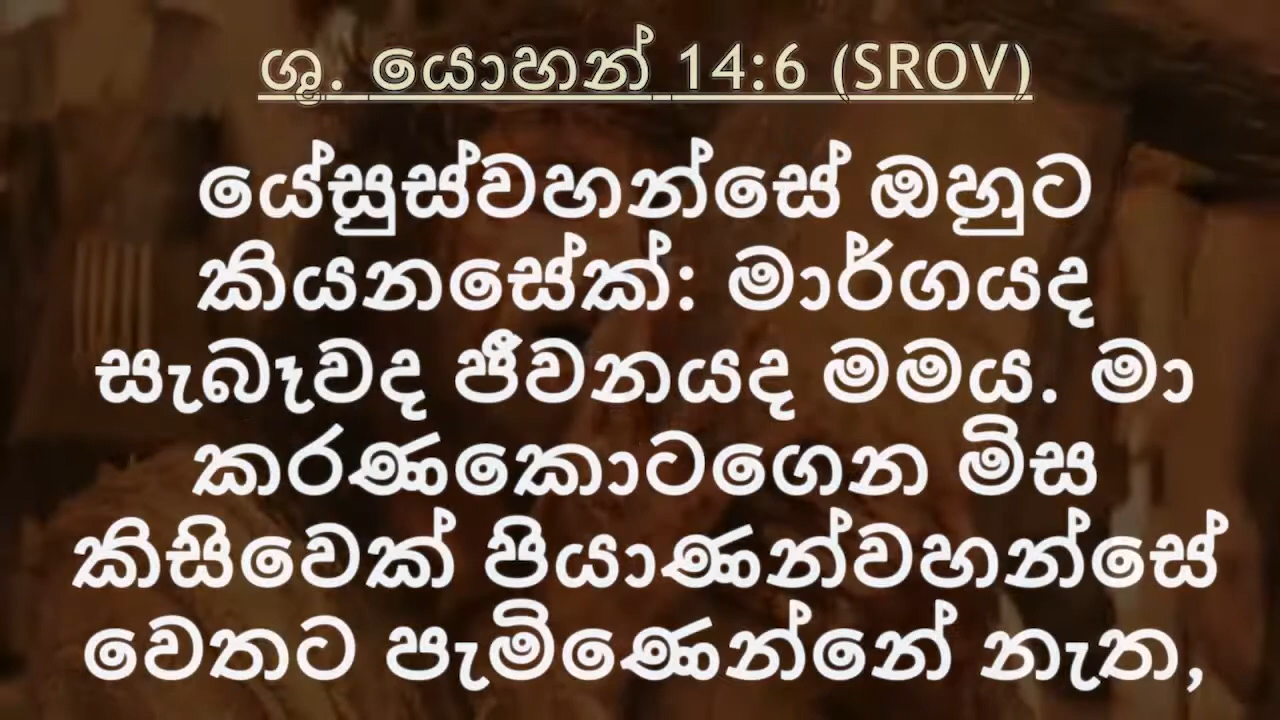 ශු. යොහන් 14:6 (SROV)
යේසුස්වහන්සේ ඔහුට
කියනසේක්: මාර්ගයද
සැබෑවද ජීවනයද මමය. මා
කරණකොටගෙන මිස
කිසිවෙක් පියාණන්වහන්සේ
වෙතට පැමිණෙන්නේ නැත,